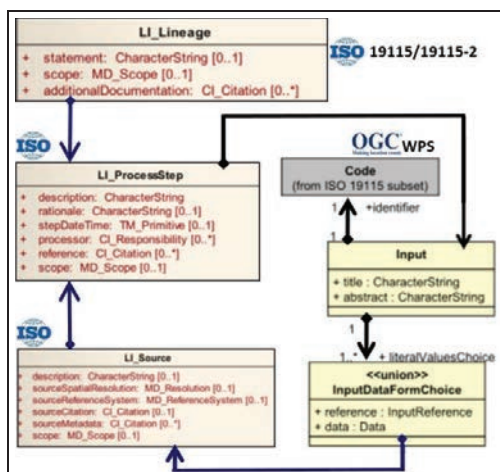 LI_Lineage
+ statement: CharacterString [0..1]
+ scope: MD_Scope [0..1]
+ additionalDocumentation: CI_Citation [0..*]
ISO 19115/19115-2
ISO
LI_ProcessStep
+ description: CharacterString
+ rationale: CharacterString [0..1]
+ stepDateTime: TM_Primitive [0..1]
+ processor: CI_Responsibility [0..*]
+ reference: CI_Citation [0..*]
+ scope: MD_Scope [0..1]
OGC WPS
Making location count.
Code
(from ISO 19115 subset)
1 +identifier
1
Input
+ title : CharacterString
+ abstract : CharacterString
1
1..* + literalValuesChoice
<<union>>
InputDataFormChoice
+ reference : InputReference
+ data : Data
ISO
LI_Source
+ description: CharacterString [0..1]
+ sourceSpatialResolution: MD_Resolution [0..1]
+ sourceReferenceSystem: MD_ReferenceSystem [0..1]
+ sourceCitation: CI_Citation [0..1]
+ sourceMetadata: CI_Citation [0..*]
+ scope: MD_Scope [0..1]